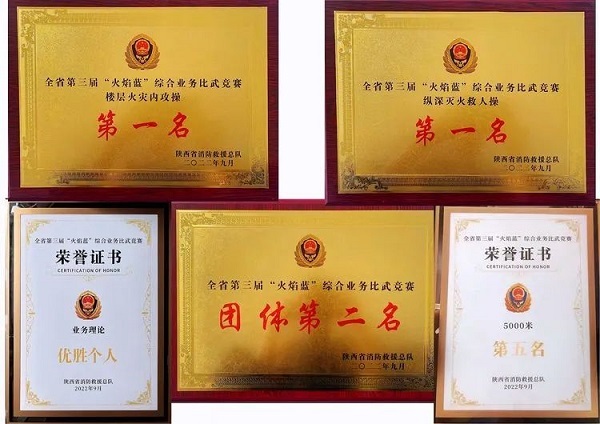 全省第三届“火焰蓝”综合业务比武竞赛
楼层火灾内攻操
第一名
陕西省消防救援总队
二〇二二年九月
全省第三届“火焰蓝”综合业务比武竞赛
纵深灭火救人操
第一名
陕西省消防救援总队
二〇二二年九月
全省第三届“火焰蓝”综合业务比武竞赛
荣誉证书
CERTIFICATION OF HONOR
业务理论
优胜个人
陕西省消防救援总队
2022年9月
全省第三届“火焰蓝”综合业务比武竞赛
团体第二名
陕西省消防救援总队
二〇二二年九月
全省第三届“火焰蓝”综合业务比武竞赛
荣誉证书
CERTIFICATION OF HONOR
5000米
第五名
陕西省消防救援总队
2022年9月